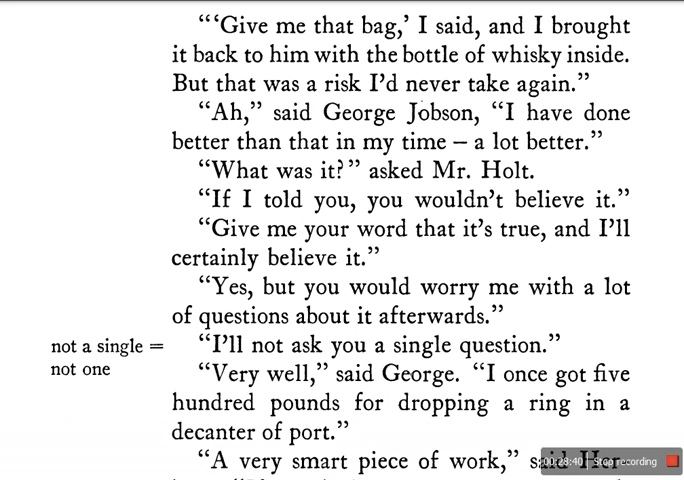 “‘Give me that bag,’ I said, and I brought
it back to him with the bottle of whisky inside.
But that was a risk I’d never take again.”
“Ah,” said George Jobson, “I have done
better than that in my time – a lot better.”
“What was it?” asked Mr. Holt.
“If I told you, you wouldn’t believe it.”
“Give me your word that it’s true, and I’ll
certainly believe it.”
“Yes, but you would worry me with a lot
of questions about it afterwards.”
not a single =
not one
“I’ll not ask you a single question.”
“Very well,” said George. “I once got five
hundred pounds for dropping a ring in a
decanter of port.”
“A very smart piece of work,” said Her-
00:28:40 Stop recording